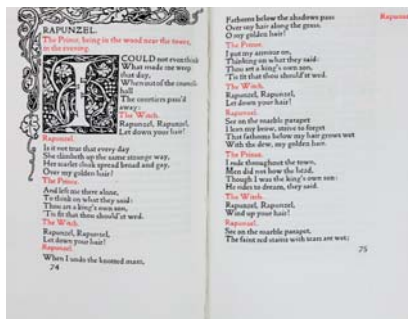 RAPUNZEL.
The Prince, being in the wood near the tower,
in the evening.
I COULD not even think
What made me weep
that day,
When out of the council-
hall
The courtiers pass'd
away:
The Witch.
Rapunzel, Rapunzel,
Let down your hair!
Rapunzel.
Is it not true that every day
She climbeth up the same strange way,
Her scarlet cloak spread broad and gay,
Over my golden hair?
The Prince.
And left me there alone,
To think on what they said:
Thou art a king's own son,
'Tis fit that thou should'st wed.
The Witch.
Rapunzel, Rapunzel,
Let down your hair!
Rapunzel.
When I undo the knotted mass,
74
Fathoms below the shadows pass
Over my hair along the grass,
O my golden hair!
The Prince.
I put my armour on,
Thinking on what they said:
Thou art a king's own son,
'Tis fit that thou should'st wed.
The Witch.
Rapunzel, Rapunzel,
Let down your hair!
Rapunzel.
See on the marble parapet
I lean my brow, strive to forget
That fathoms below my hair grows wet
With the dew, my golden hair.
The Prince.
I rode throughout the town,
Men did not bow the head,
Though I was the king's own son:
He rides to dream, they said.
The Witch.
Rapunzel, Rapunzel,
Wind up your hair!
Rapunzel.
See on the marble parapet,
The faint red stains with tears are wet;
75
Rapunzel